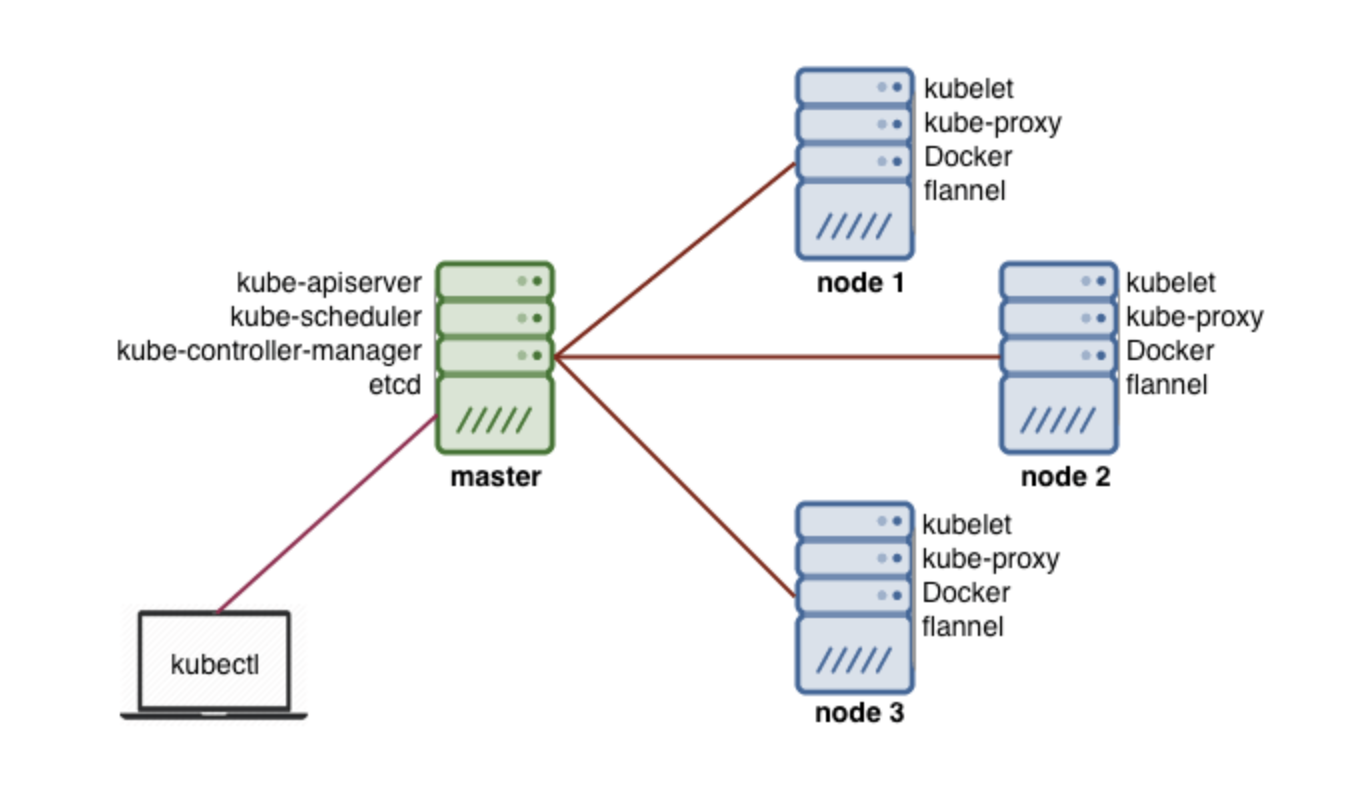 kubelet
kube-proxy
Docker
flannel
node 1
kube-apiserver
kube-scheduler
kube-controller-manager
etcd
master
kubelet
kube-proxy
Docker
flannel
node 2
kubelet
kube-proxy
Docker
flannel
node 3
kubectl